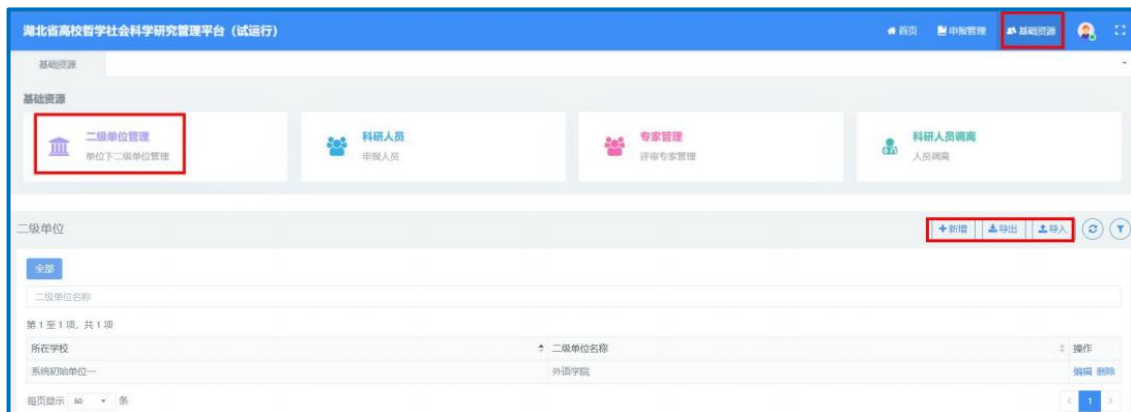 湖北省高校哲学社会科学研究管理平台（试运行） 首页 申报管理 基础资源
基础资源
基础资源
二级单位管理 科研人员 专家管理 科研人员调离
单位下二级单位管理 申报人员 评审专家管理 人员调离
二级单位 +新增 导出 导入
全部
二级单位名称
第 1 至 1 项，共 1 项
所在学校 二级单位名称 操作
系统初始单位一 外语学院 编辑 删除
每页显示 50 条 < 1 >